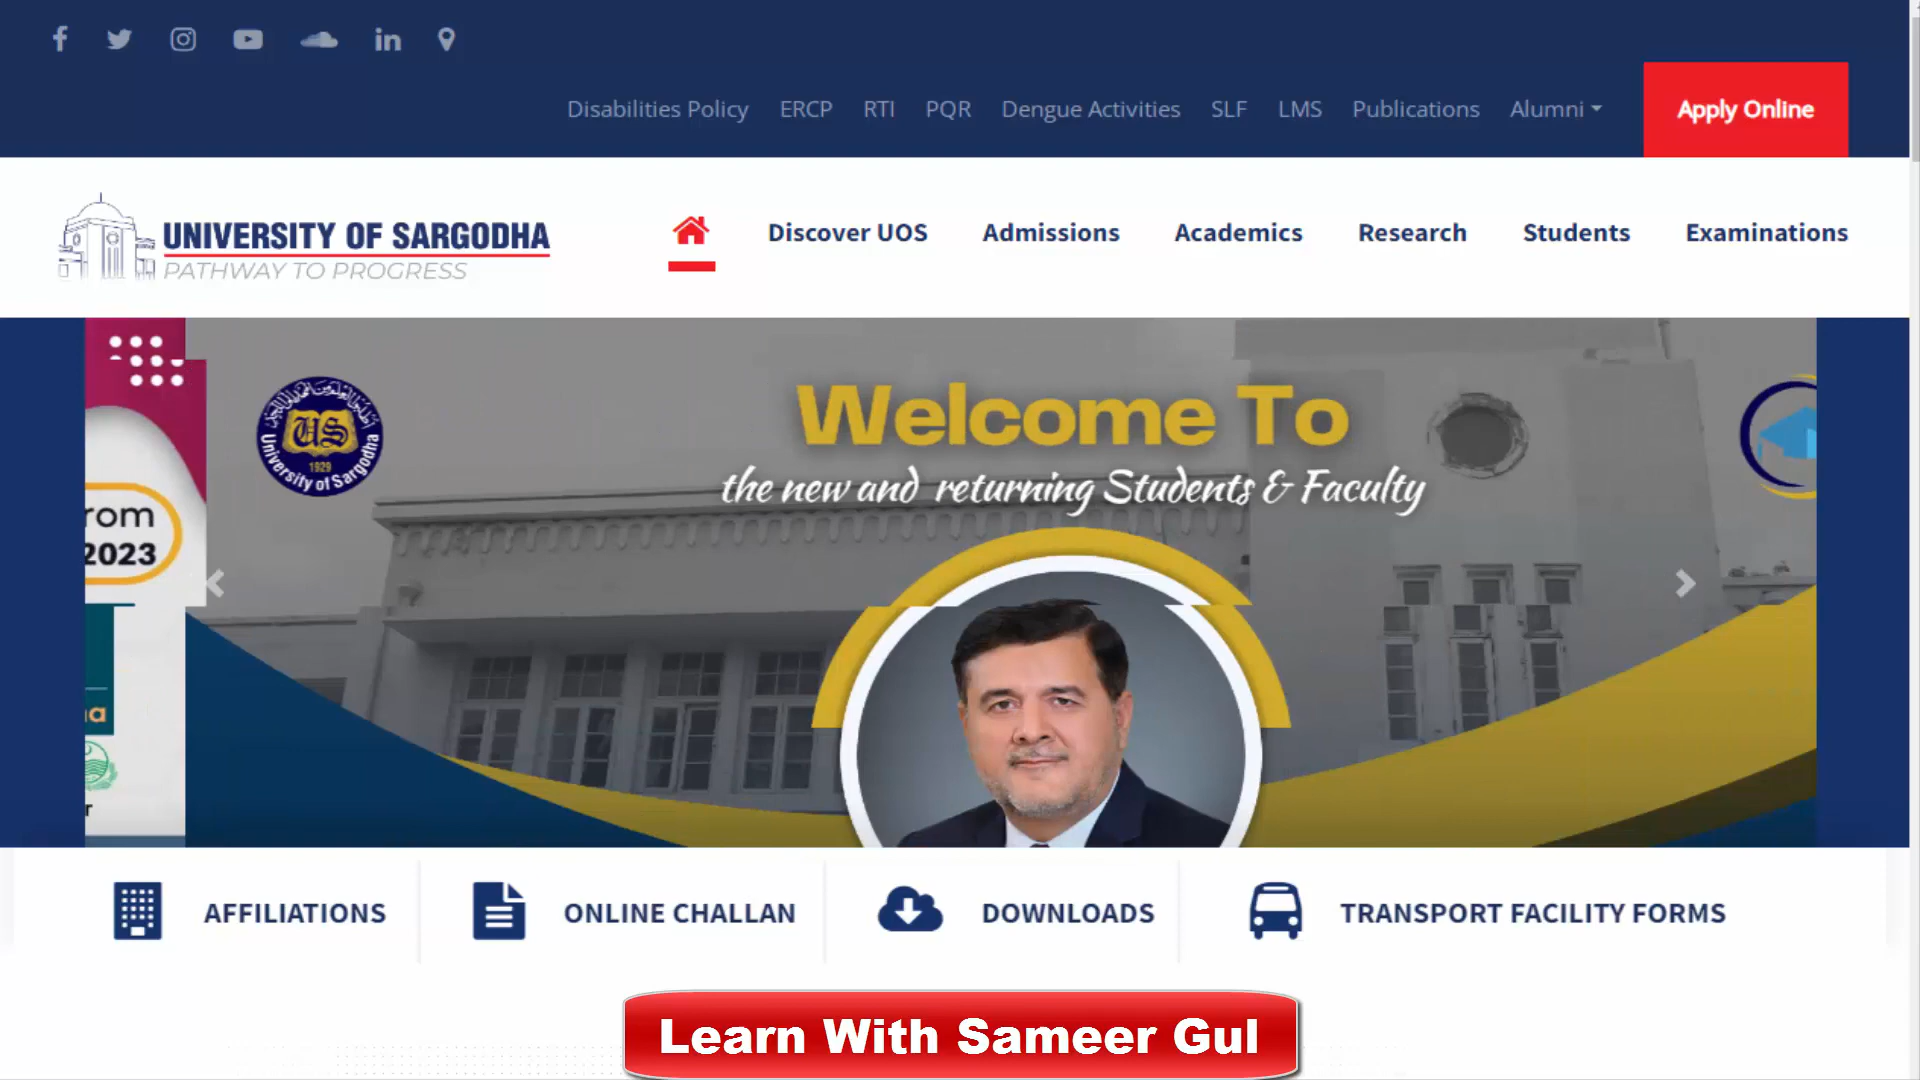 Disabilities Policy ERCP RTI PQR Dengue Activities SLF LMS Publications Alumni Apply Online
UNIVERSITY OF SARGODHA
PATHWAY TO PROGRESS
Discover UOS Admissions Academics Research Students Examinations
Welcome To
the new and returning Students & Faculty
US
1929
University of Sargodha
rom
2023
a
r
AFFILIATIONS ONLINE CHALLAN DOWNLOADS TRANSPORT FACILITY FORMS
Learn With Sameer Gul